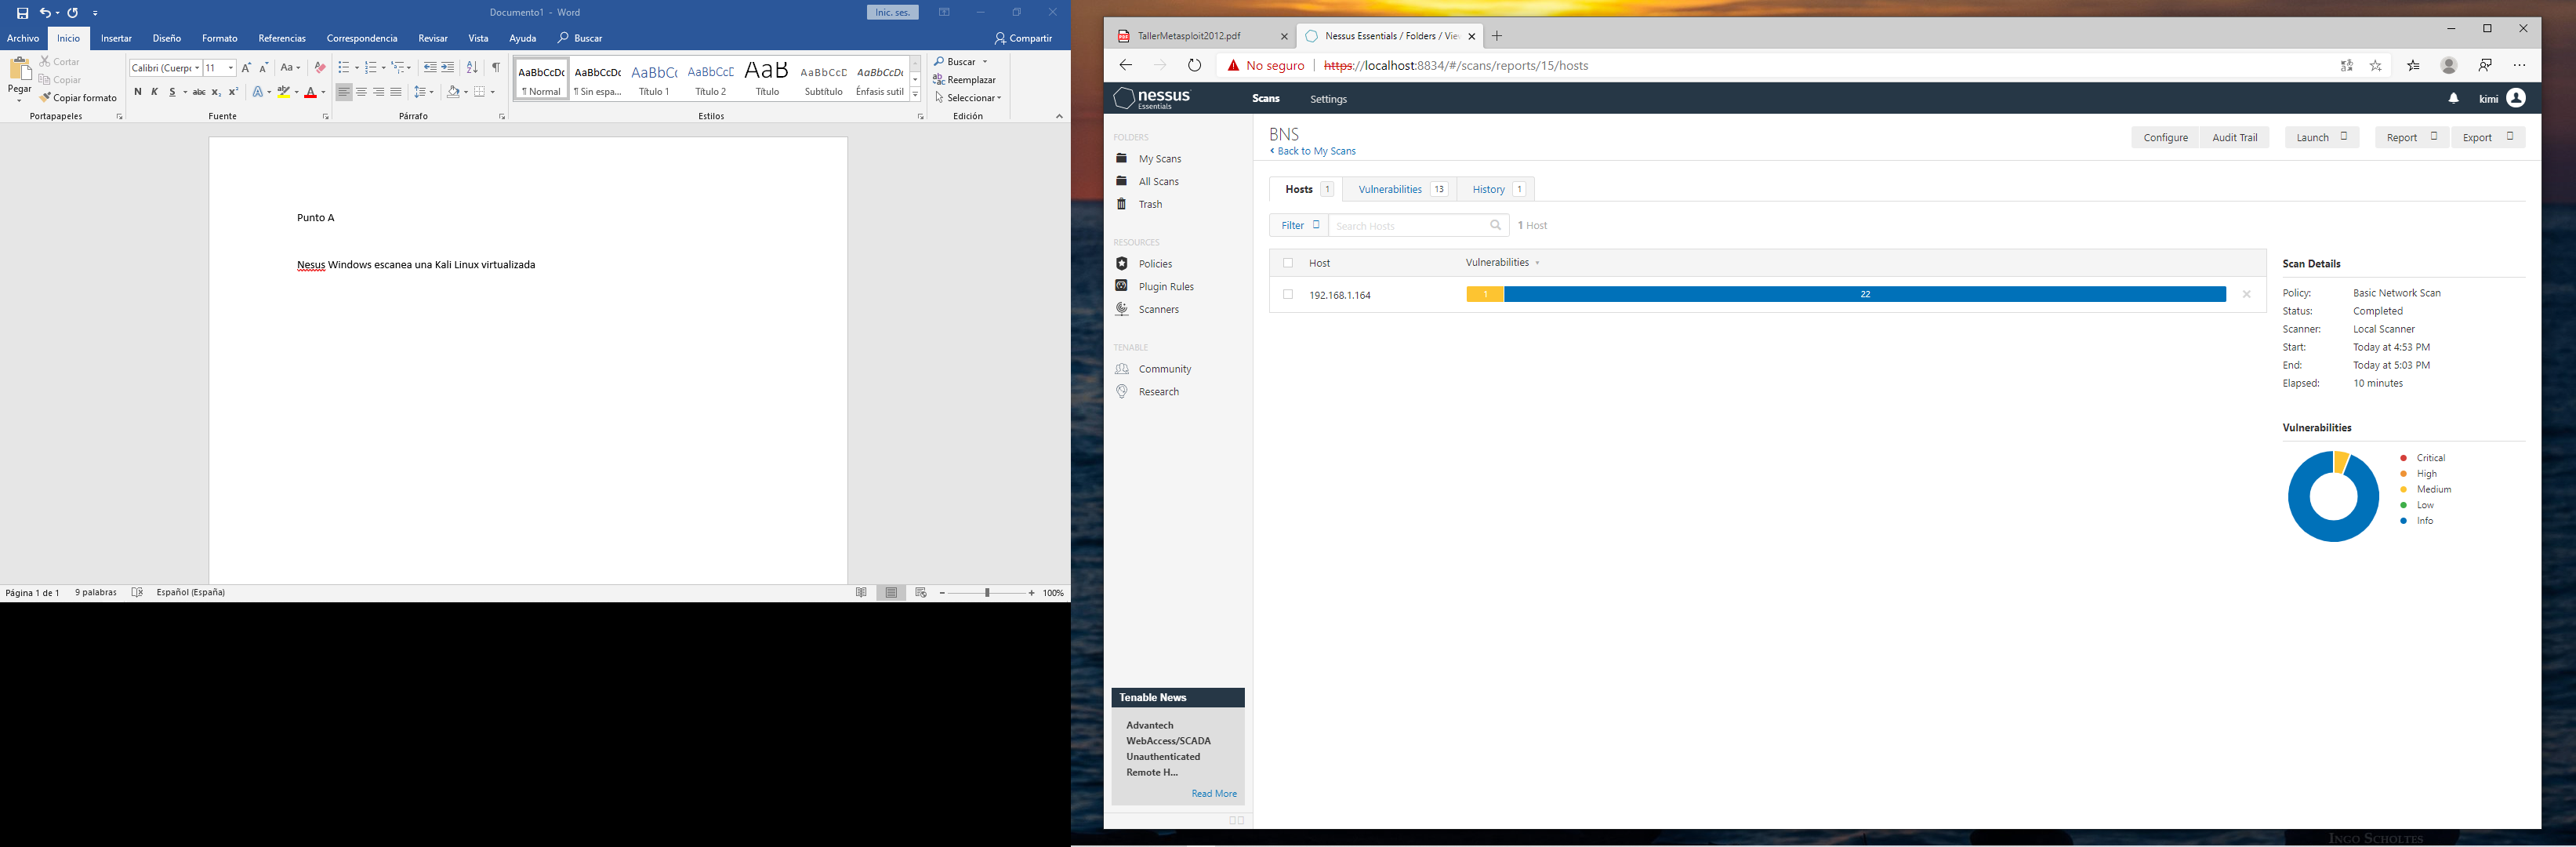 Documento1 - Word
Inic. ses.
Archivo Inicio Insertar Diseño Formato Referencias Correspondencia Revisar Vista Ayuda Buscar Compartir
Pegar
Cortar
Copiar
Copiar formato
Portapapeles
Calibri (Cuerpo 11
Aa
N K S abc x₂ x²
Fuente
Párrafo
AaBbCcDc AaBbCcDc AaBbCc AaBbCcD AaB AaBbCcD AaBbCcDc
¶ Normal ¶ Sin espa... Título 1 Título 2 Título Subtítulo Énfasis sutil
Estilos
Buscar
Reemplazar
Seleccionar
Edición
Punto A
Nesus Windows escanea una Kali Linux virtualizada
Página 1 de 1 9 palabras Español (España) 100%
TallerMetasploit2012.pdf
Nessus Essentials / Folders / Vie
No seguro https://localhost:8834/#/scans/reports/15/hosts
nessus
Essentials
Scans Settings
kimi
FOLDERS
My Scans
All Scans
Trash
RESOURCES
Policies
Plugin Rules
Scanners
TENABLE
Community
Research
Tenable News
Advantech
WebAccess/SCADA
Unauthenticated
Remote H...
Read More
BNS
Back to My Scans
Configure Audit Trail Launch Report Export
Hosts 1 Vulnerabilities 13 History 1
Filter Search Hosts 1 Host
Host Vulnerabilities
192.168.1.164 1 22
Scan Details
Policy: Basic Network Scan
Status: Completed
Scanner: Local Scanner
Start: Today at 4:53 PM
End: Today at 5:03 PM
Elapsed: 10 minutes
Vulnerabilities
Critical
High
Medium
Low
Info
INGO SCHOLTES